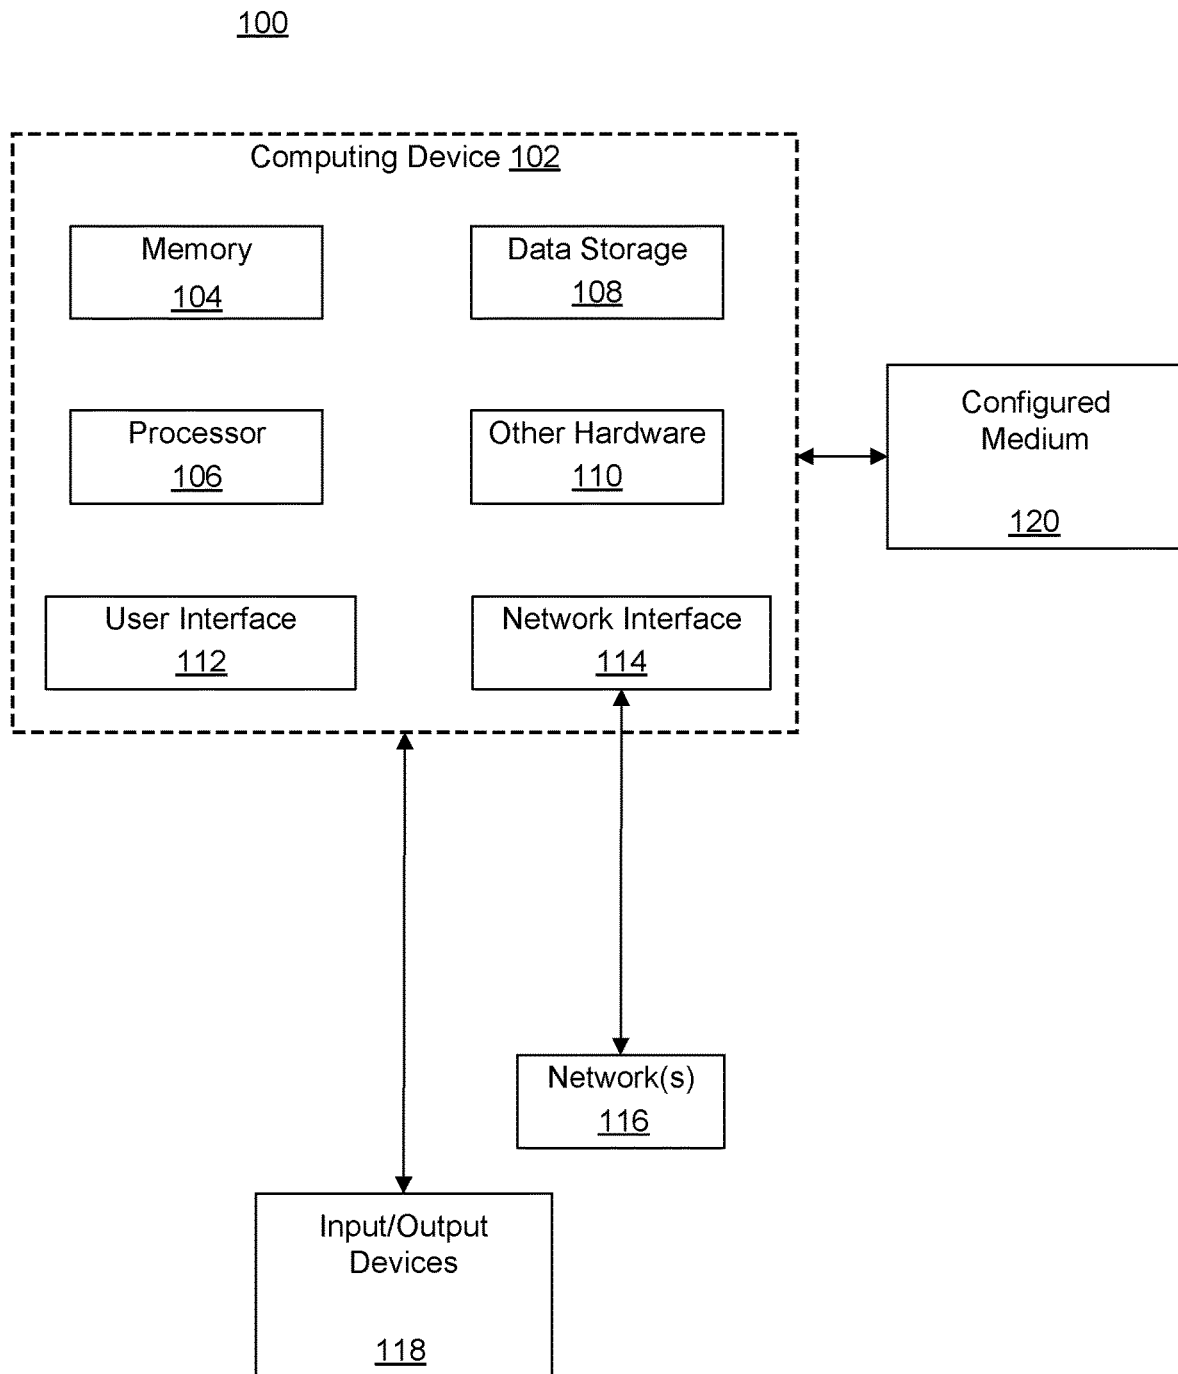 100
Computing Device 102
Memory
104
Data Storage
108
Processor
106
Other Hardware
110
Configured
Medium
120
User Interface
112
Network Interface
114
Network(s)
116
Input/Output
Devices
118